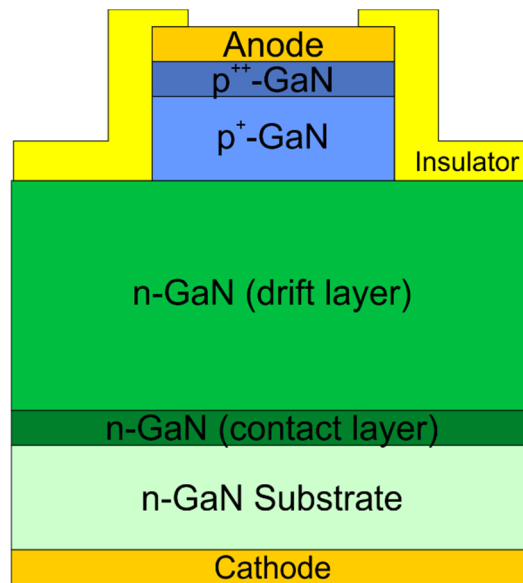 Anode
p++-GaN
p+-GaN
Insulator
n-GaN (drift layer)
n-GaN (contact layer)
n-GaN Substrate
Cathode